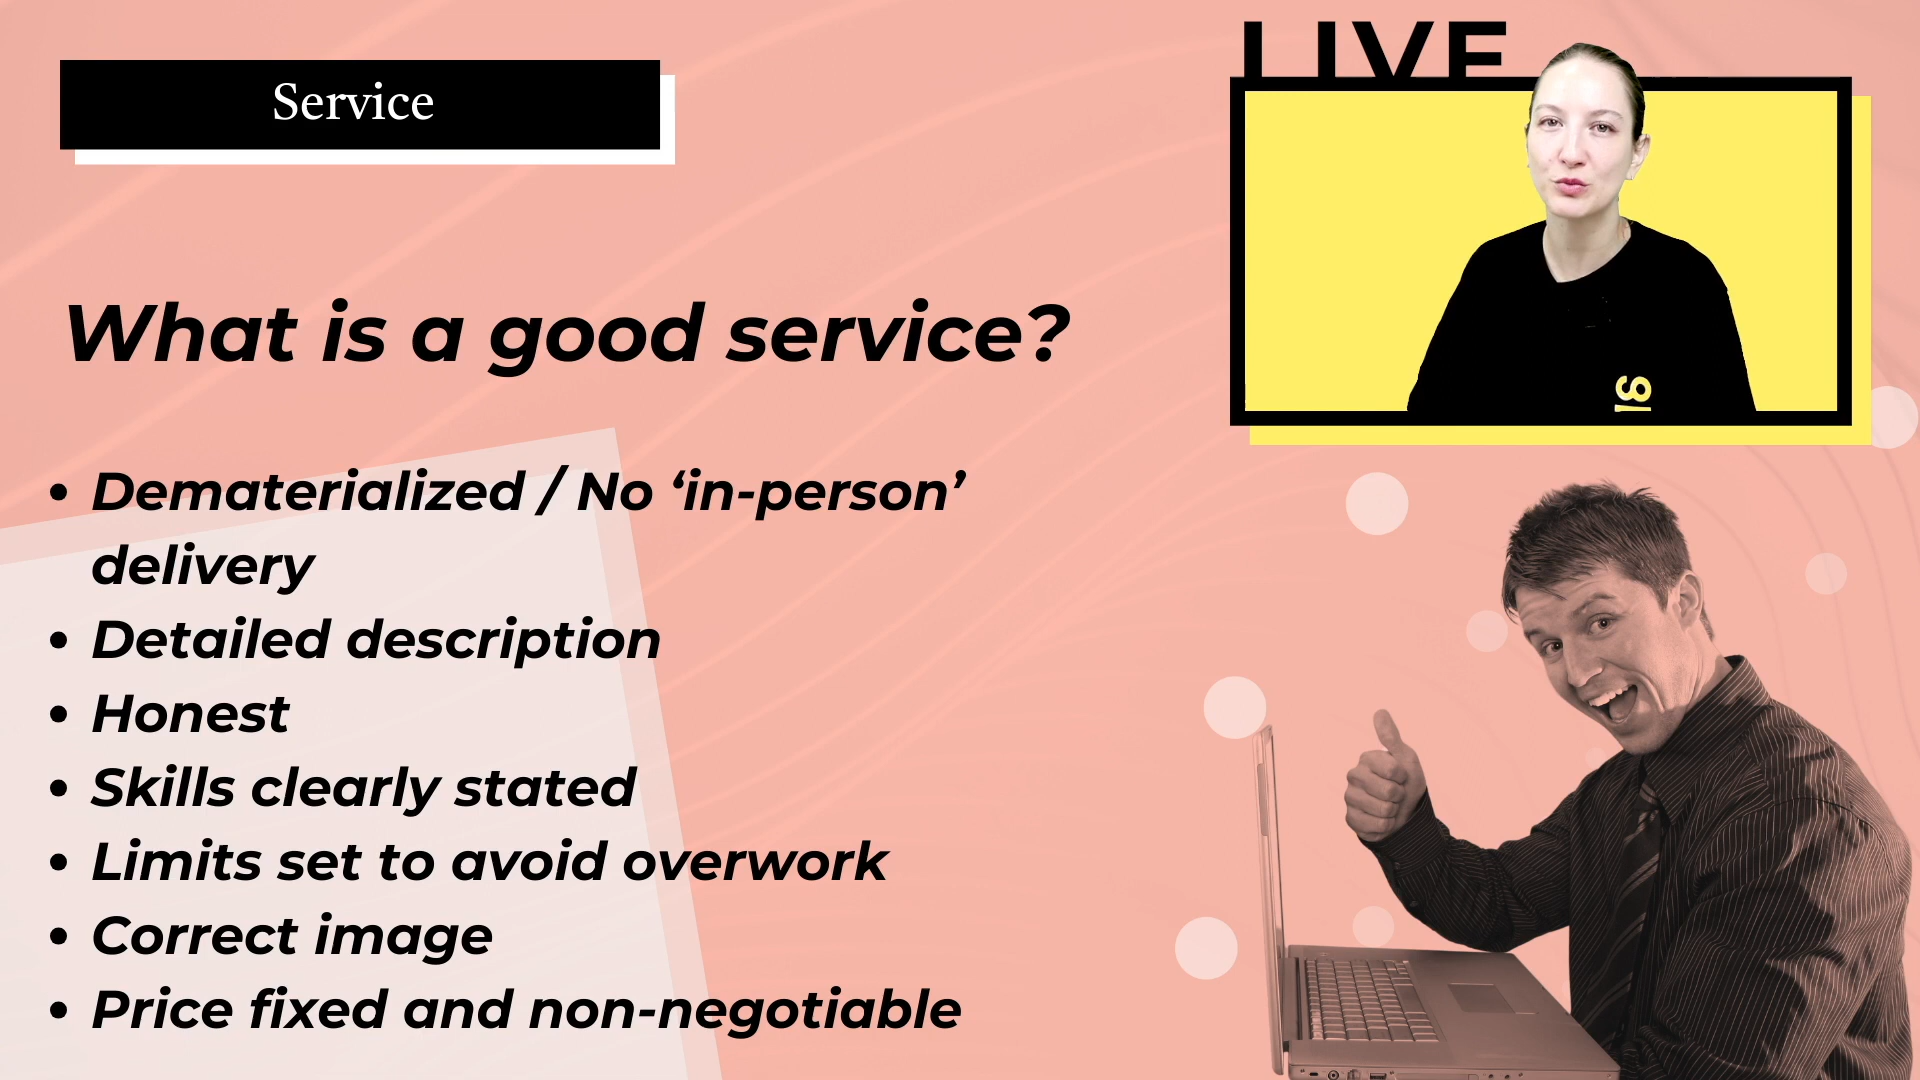 Service
LIVE
What is a good service?
• Dematerialized / No ‘in-person’
delivery
• Detailed description
• Honest
• Skills clearly stated
• Limits set to avoid overwork
• Correct image
• Price fixed and non-negotiable